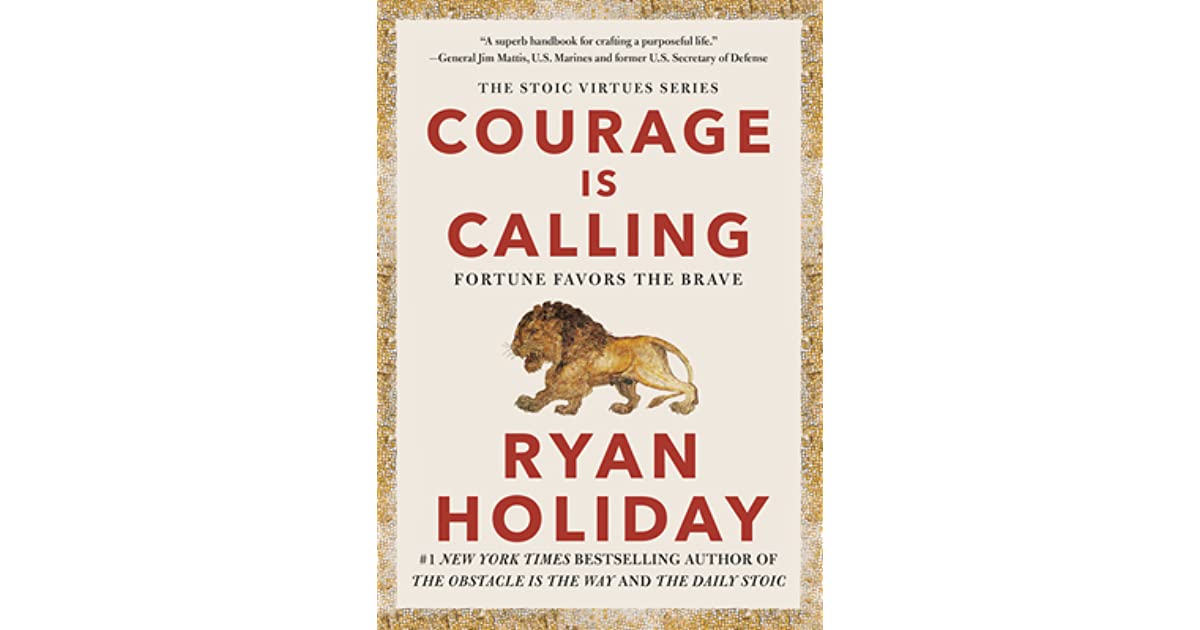 “A superb handbook for crafting a purposeful life.”
—General Jim Mattis, U.S. Marines and former U.S. Secretary of Defense
THE STOIC VIRTUES SERIES
COURAGE
IS
CALLING
FORTUNE FAVORS THE BRAVE
RYAN
HOLIDAY
#1 NEW YORK TIMES BESTSELLING AUTHOR OF
THE OBSTACLE IS THE WAY AND THE DAILY STOIC